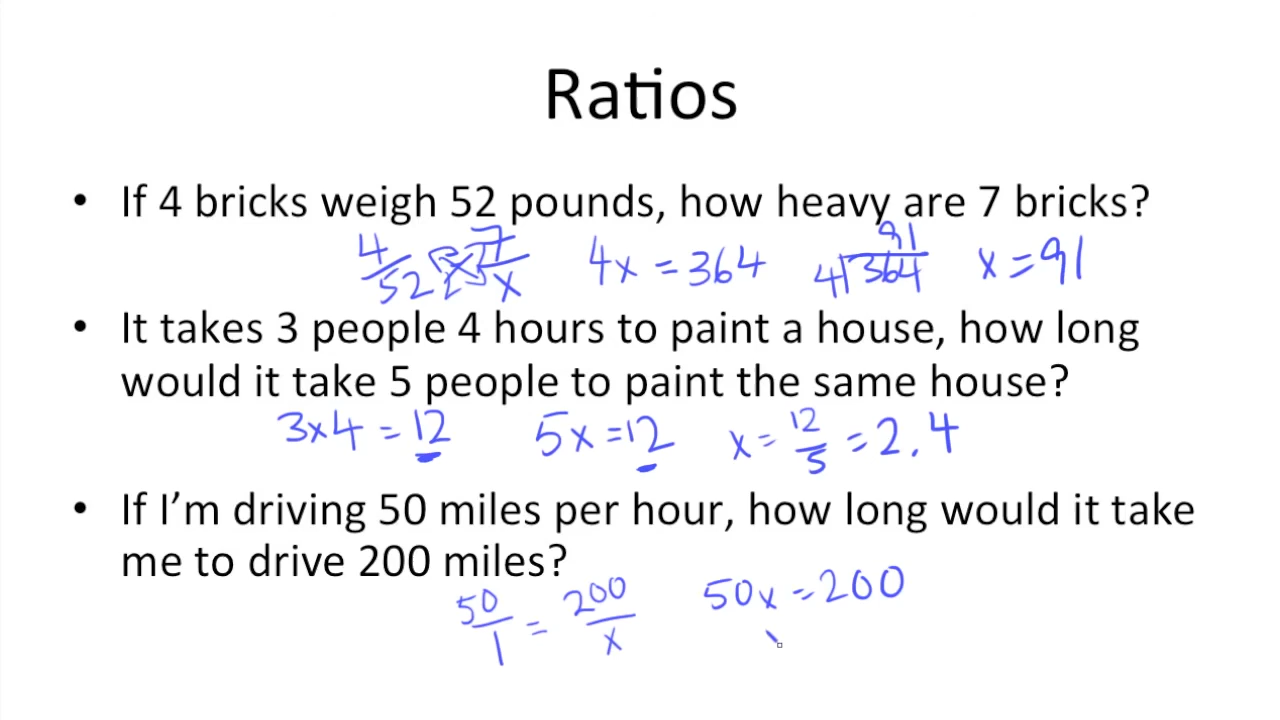 Ratios
• If 4 bricks weigh 52 pounds, how heavy are 7 bricks?
4/52 7/x 4x = 364 4)364 91 x = 91
• It takes 3 people 4 hours to paint a house, how long
would it take 5 people to paint the same house?
3x4 = 12 5x = 12 x = 12/5 = 2.4
• If I'm driving 50 miles per hour, how long would it take
me to drive 200 miles?
50/1 = 200/x 50x = 200